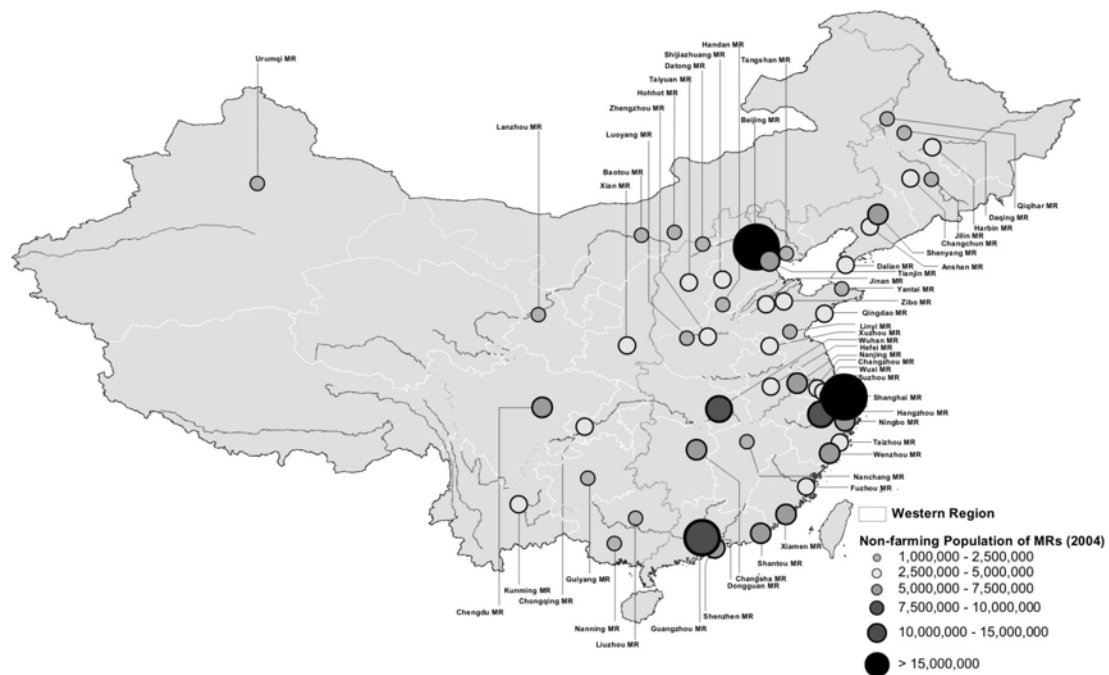 Urumqi MR
Lanzhou MR
Handan MR
Shijiazhuang MR
Datong MR
Tangshan MR
Taiyuan MR
Hohhot MR
Zhengzhou MR
Beijing MR
Luoyang MR
Baotou MR
Xian MR
Qiqihar MR
Daqing MR
Harbin MR
Jilin MR
Changchun MR
Shenyang MR
Anshan MR
Dalian MR
Tianjin MR
Jinan MR
Yantai MR
Zibo MR
Qingdao MR
Linyi MR
Xuzhou MR
Wuhan MR
Hefei MR
Nanjing MR
Changzhou MR
Wuxi MR
Suzhou MR
Shanghai MR
Hangzhou MR
Ningbo MR
Taizhou MR
Wenzhou MR
Nanchang MR
Fuzhou MR
Xiamen MR
Shantou MR
Changsha MR
Dongguan MR
Guiyang MR
Kunming MR
Chongqing MR
Chengdu MR
Shenzhen MR
Nanning MR
Guangzhou MR
Liuzhou MR
Western Region
Non-farming Population of MRs (2004)
1,000,000 - 2,500,000
2,500,000 - 5,000,000
5,000,000 - 7,500,000
7,500,000 - 10,000,000
10,000,000 - 15,000,000
> 15,000,000